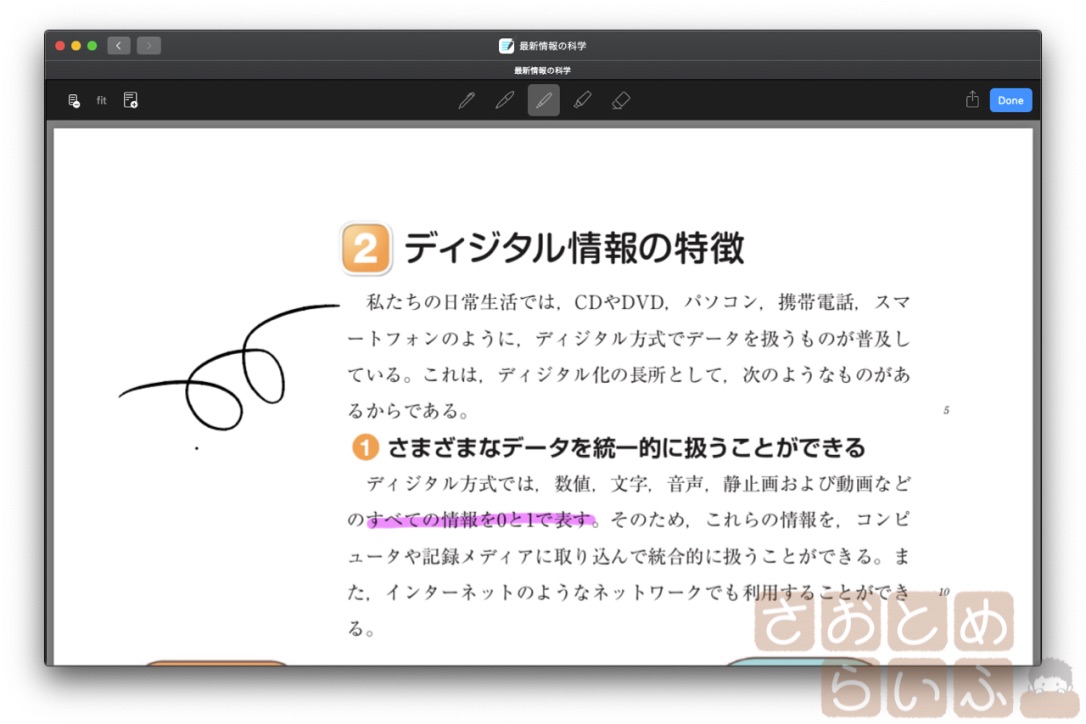 最新情報の科学
最新情報の科学
fit
Done
2 ディジタル情報の特徴
私たちの日常生活では，CDやDVD，パソコン，携帯電話，スマ
ートフォンのように，ディジタル方式でデータを扱うものが普及し
ている。これは，ディジタル化の長所として，次のようなものがあ
るからである。 5
1 さまざまなデータを統一的に扱うことができる
ディジタル方式では，数値，文字，音声，静止画および動画など
のすべての情報を0と1で表す。そのため，これらの情報を，コンピ
ュータや記録メディアに取り込んで統合的に扱うことができる。ま
た，インターネットのようなネットワークでも利用することができ 10
る。
さおとめ
らいふ